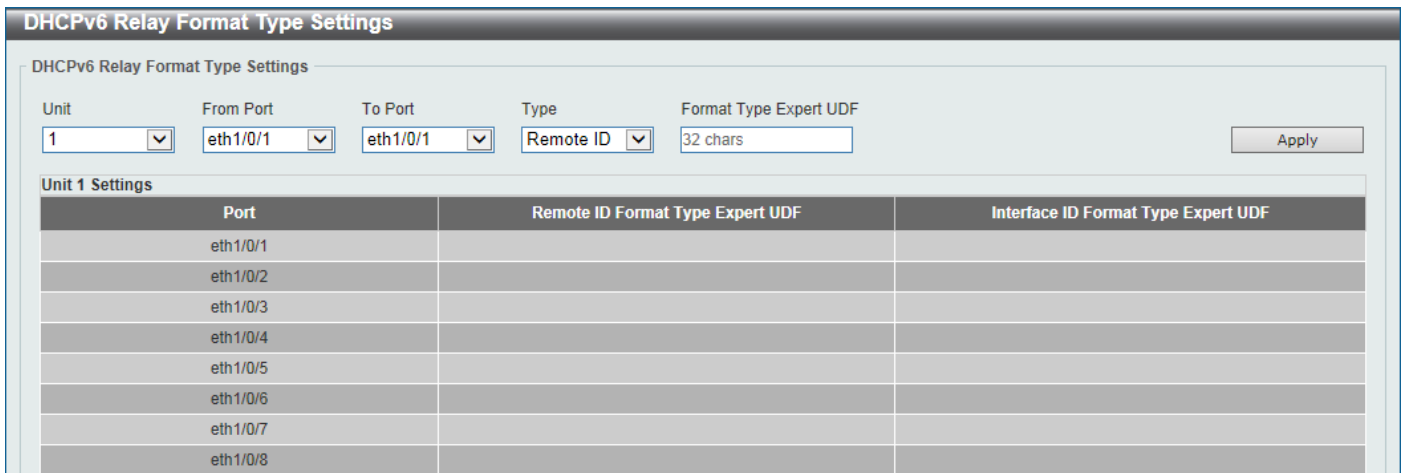 DHCPv6 Relay Format Type Settings
DHCPv6 Relay Format Type Settings
Unit From Port To Port Type Format Type Expert UDF
1 eth1/0/1 eth1/0/1 Remote ID 32 chars Apply
Unit 1 Settings
Port Remote ID Format Type Expert UDF Interface ID Format Type Expert UDF
eth1/0/1
eth1/0/2
eth1/0/3
eth1/0/4
eth1/0/5
eth1/0/6
eth1/0/7
eth1/0/8